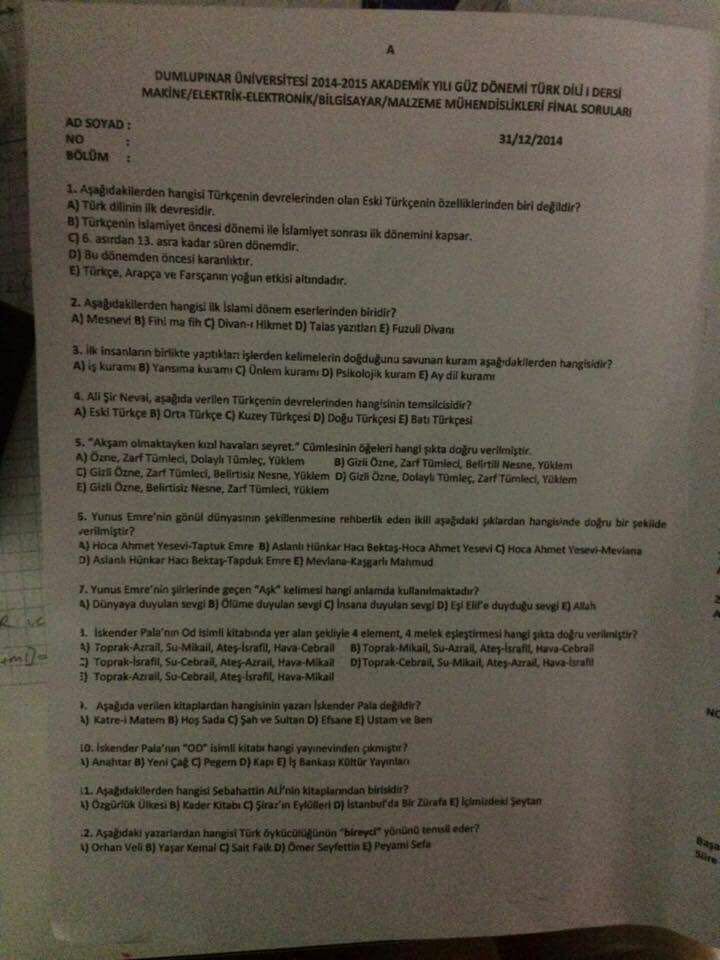 A
DUMLUPINAR ÜNİVERSİTESİ 2014-2015 AKADEMİK YILI GÜZ DÖNEMİ TÜRK DİLİ I DERSİ
MAKİNE/ELEKTRİK-ELEKTRONİK/BİLGİSAYAR/MALZEME MÜHENDİSLİKLERİ FİNAL SORULARI
AD SOYAD :
NO :
31/12/2014
BÖLÜM :
1. Aşağıdakilerden hangisi Türkçenin devrelerinden olan Eski Türkçenin özelliklerinden biri değildir?
A) Türk dilinin ilk devresidir.
B) Türkçenin İslamiyet öncesi dönemi ile İslamiyet sonrası ilk dönemini kapsar.
C) 6. asırdan 13. asra kadar süren dönemdir.
D) Bu dönemden öncesi karanlıktır.
E) Türkçe, Arapça ve Farsçanın yoğun etkisi altındadır.
2. Aşağıdakilerden hangisi ilk İslami dönem eserlerinden biridir?
A) Mesnevi B) Fihi ma fih C) Divan-ı Hikmet D) Talas yazıtları E) Fuzuli Divanı
3. İlk insanların birlikte yaptıkları işlerden kelimelerin doğduğunu savunan kuram aşağıdakilerden hangisidir?
A) iş kuramı B) Yansıma kuramı C) Ünlem kuramı D) Psikolojik kuram E) Ay dil kuramı
4. Ali Şir Nevai, aşağıda verilen Türkçenin devrelerinden hangisinin temsilcisidir?
A) Eski Türkçe B) Orta Türkçe C) Kuzey Türkçesi D) Doğu Türkçesi E) Batı Türkçesi
5. "Akşam olmaktayken kızıl havaları seyret." Cümlesinin öğeleri hangi şıkta doğru verilmiştir.
A) Özne, Zarf Tümleci, Dolaylı Tümleç, Yüklem B) Gizli Özne, Zarf Tümleci, Belirtili Nesne, Yüklem
C) Gizli Özne, Zarf Tümleci, Belirtisiz Nesne, Yüklem D) Gizli Özne, Dolaylı Tümleç, Zarf Tümleci, Yüklem
E) Gizli Özne, Belirtisiz Nesne, Zarf Tümleci, Yüklem
6. Yunus Emre'nin gönül dünyasının şekillenmesine rehberlik eden ikili aşağıdaki şıklardan hangisinde doğru bir şekilde
verilmiştir?
A) Hoca Ahmet Yesevi-Taptuk Emre B) Aslanlı Hünkar Hacı Bektaş-Hoca Ahmet Yesevi C) Hoca Ahmet Yesevi-Mevlana
D) Aslanlı Hünkar Hacı Bektaş-Tapduk Emre E) Mevlana-Kaşgarlı Mahmud
7. Yunus Emre'nin şiirlerinde geçen "Aşk" kelimesi hangi anlamda kullanılmaktadır?
A) Dünyaya duyulan sevgi B) Ölüme duyulan sevgi C) İnsana duyulan sevgi D) Eşi Elif'e duyduğu sevgi E) Allah
İskender Pala'nın Od isimli kitabında yer alan şekliyle 4 element, 4 melek eşleştirmesi hangi şıkta doğru verilmiştir?
A) Toprak-Azrail, Su-Mikail, Ateş-İsrafil, Hava-Cebrail B) Toprak-Mikail, Su-Azrail, Ateş-İsrafil, Hava-Cebrail
Toprak-İsrafil, Su-Cebrail, Ateş-Azrail, Hava-Mikail D) Toprak-Cebrail, Su-Mikail, Ateş-Azrail, Hava-İsrafil
Toprak-Azrail, Su-Cebrail, Ateş-İsrafil, Hava-Mikail
Aşağıda verilen kitaplardan hangisinin yazarı İskender Pala değildir?
A) Katre-i Matem B) Hoş Sada C) Şah ve Sultan D) Efsane E) Ustam ve Ben
10. İskender Pala'nın "OD" isimli kitabı hangi yayınevinden çıkmıştır?
A) Anahtar B) Yeni Çağ C) Pegem D) Kapı E) İş Bankası Kültür Yayınları
1. Aşağıdakilerden hangisi Sebahattin ALİ'nin kitaplarından birisidir?
A) Özgürlük Ülkesi B) Kader Kitabı C) Şiraz'ın Eylülleri D) İstanbul'da Bir Zürafa E) İçimizdeki Şeytan
2. Aşağıdaki yazarlardan hangisi Türk öykücülüğünün "bireyci" yönünü temsil eder?
A) Orhan Veli B) Yaşar Kemal C) Sait Faik D) Ömer Seyfettin E) Peyami Sefa
Başa
Süre